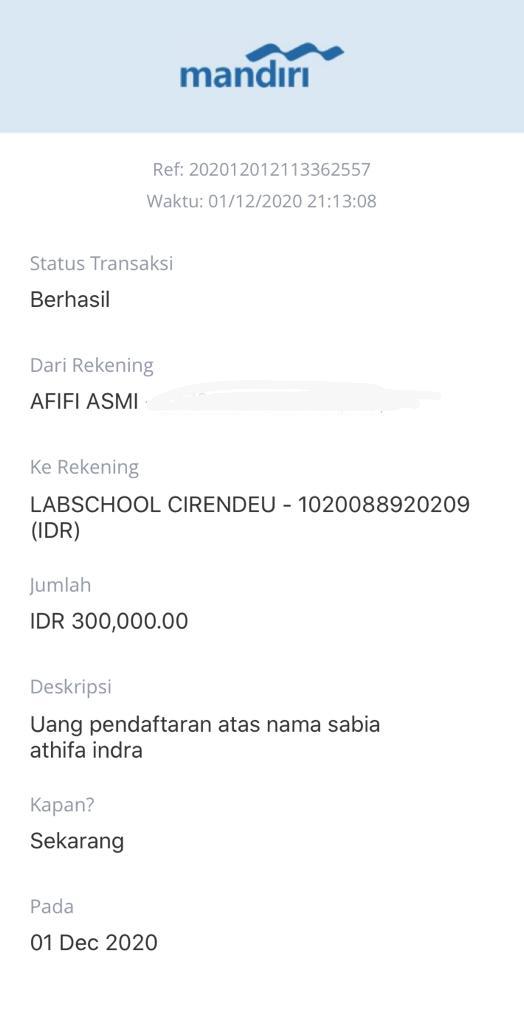 mandiri
Ref: 202012012113362557
Waktu: 01/12/2020 21:13:08
Status Transaksi
Berhasil
Dari Rekening
AFIFI ASMI
Ke Rekening
LABSCHOOL CIRENDEU - 1020088920209
(IDR)
Jumlah
IDR 300,000.00
Deskripsi
Uang pendaftaran atas nama sabia
athifa indra
Kapan?
Sekarang
Pada
01 Dec 2020